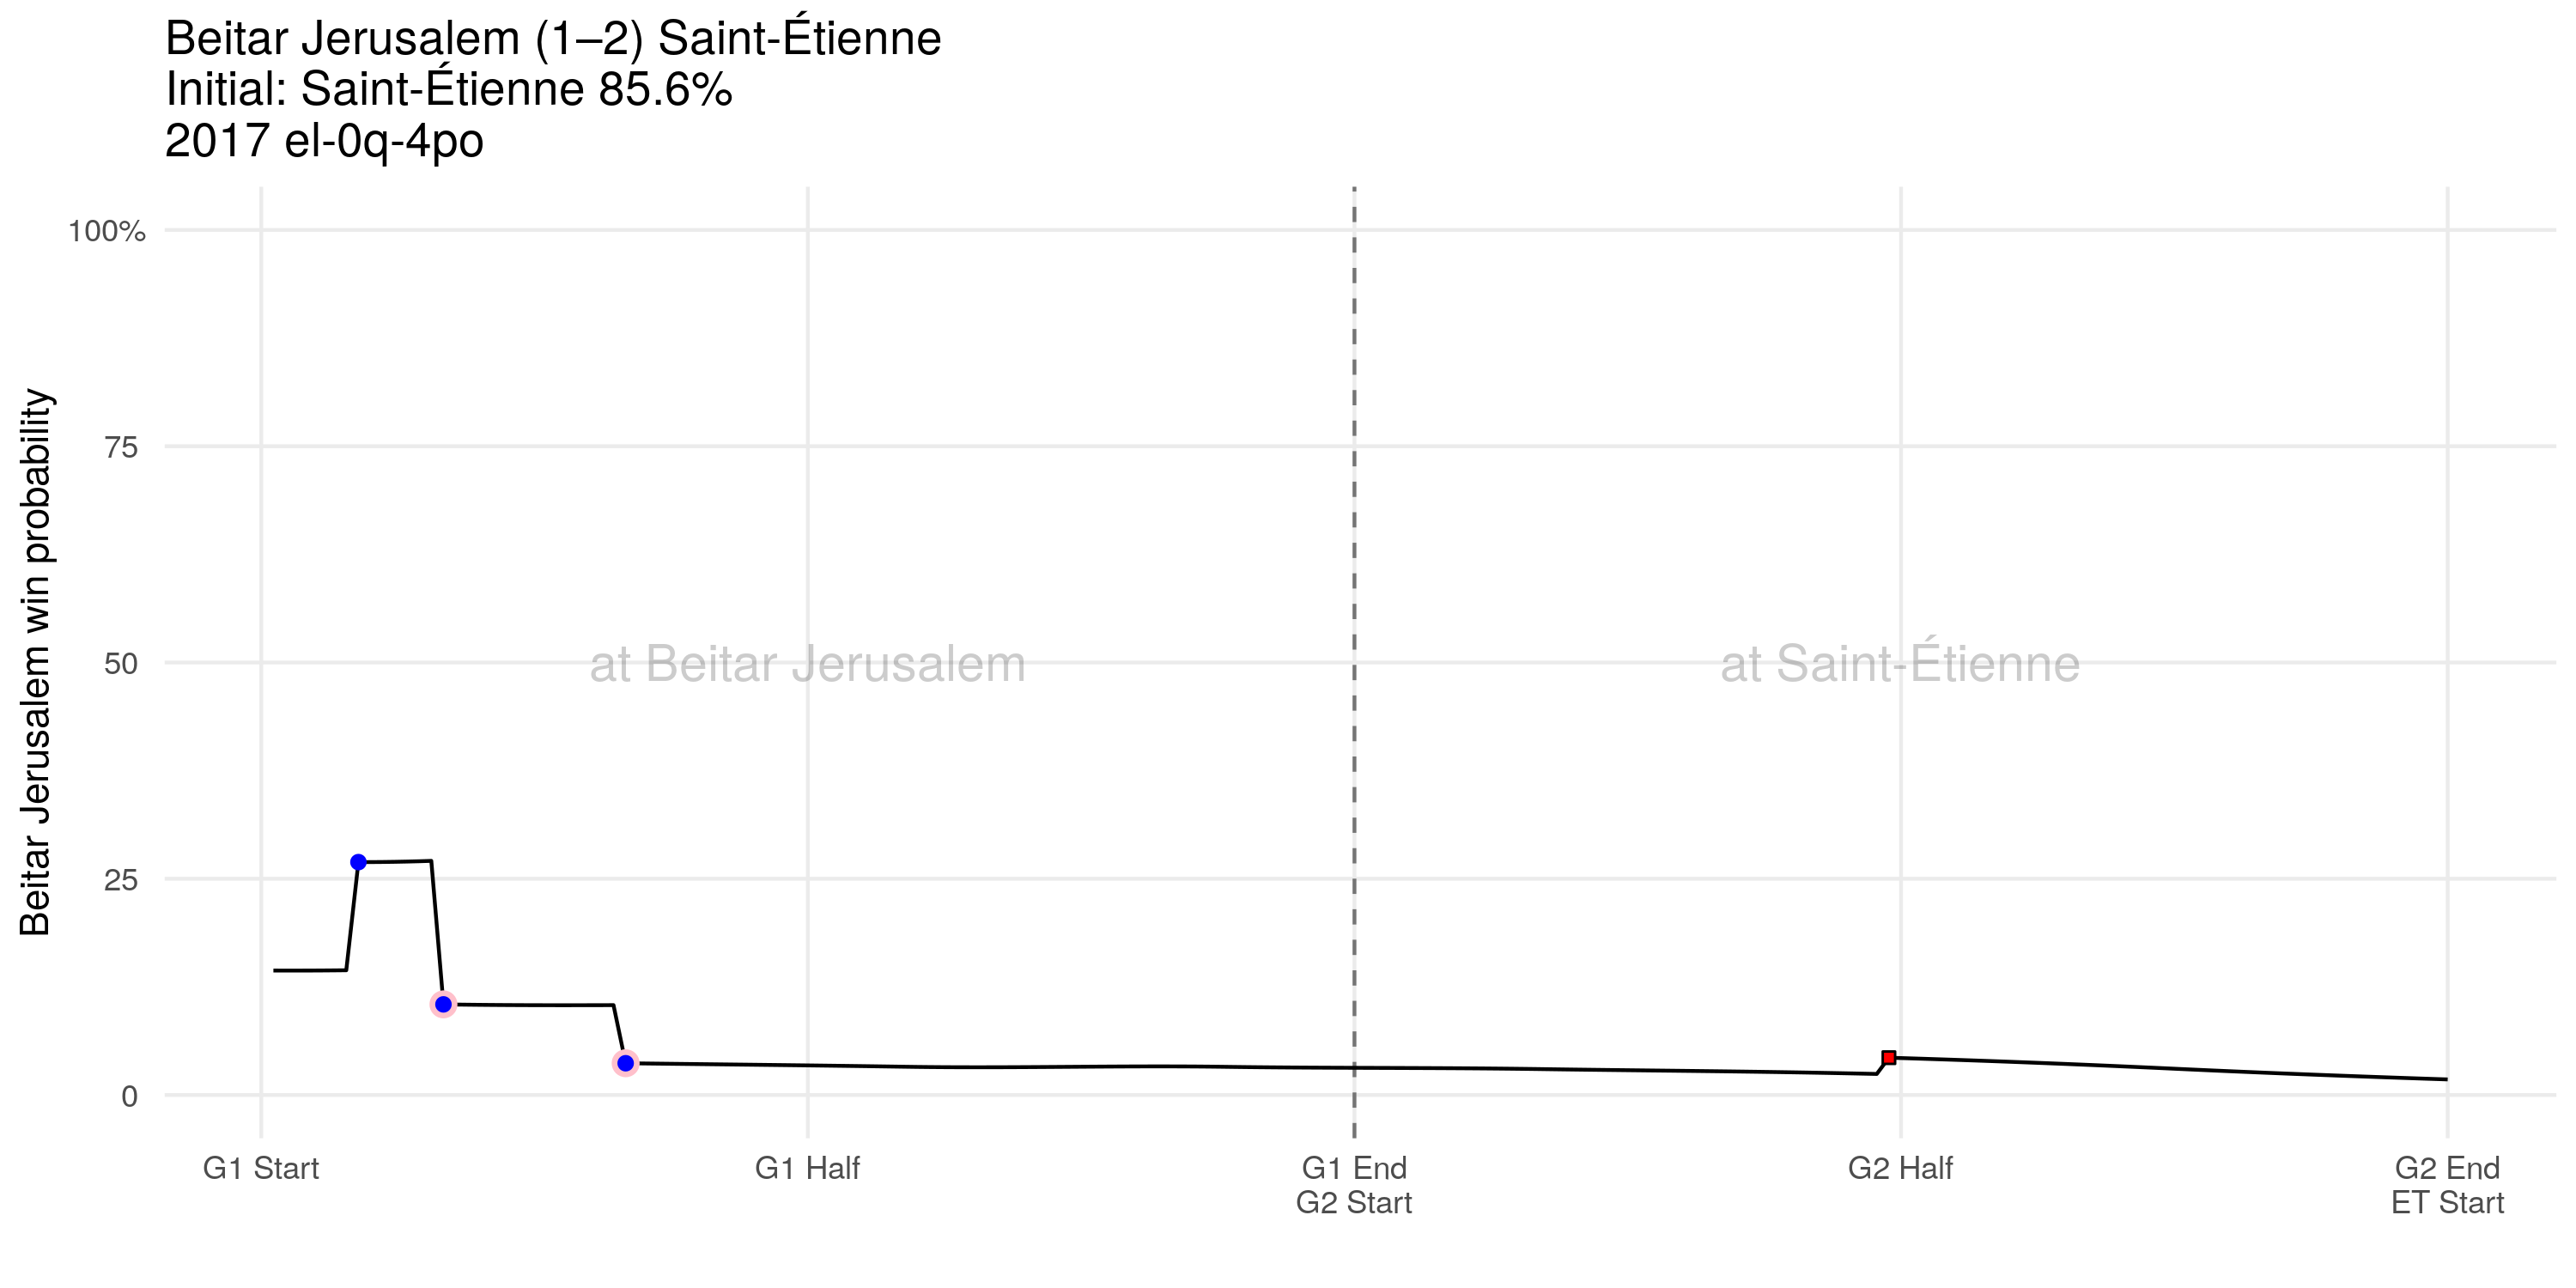 Beitar Jerusalem (1–2) Saint-Étienne
Initial: Saint-Étienne 85.6%
2017 el-0q-4po
Beitar Jerusalem win probability
100%
75
50
25
0
at Beitar Jerusalem
at Saint-Étienne
G1 Start
G1 Half
G1 End
G2 Start
G2 Half
G2 End
ET Start